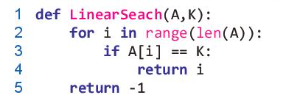 1 def LinearSeach(A,K):
2     for i in range(len(A)):
3         if A[i] == K:
4             return i
5     return -1